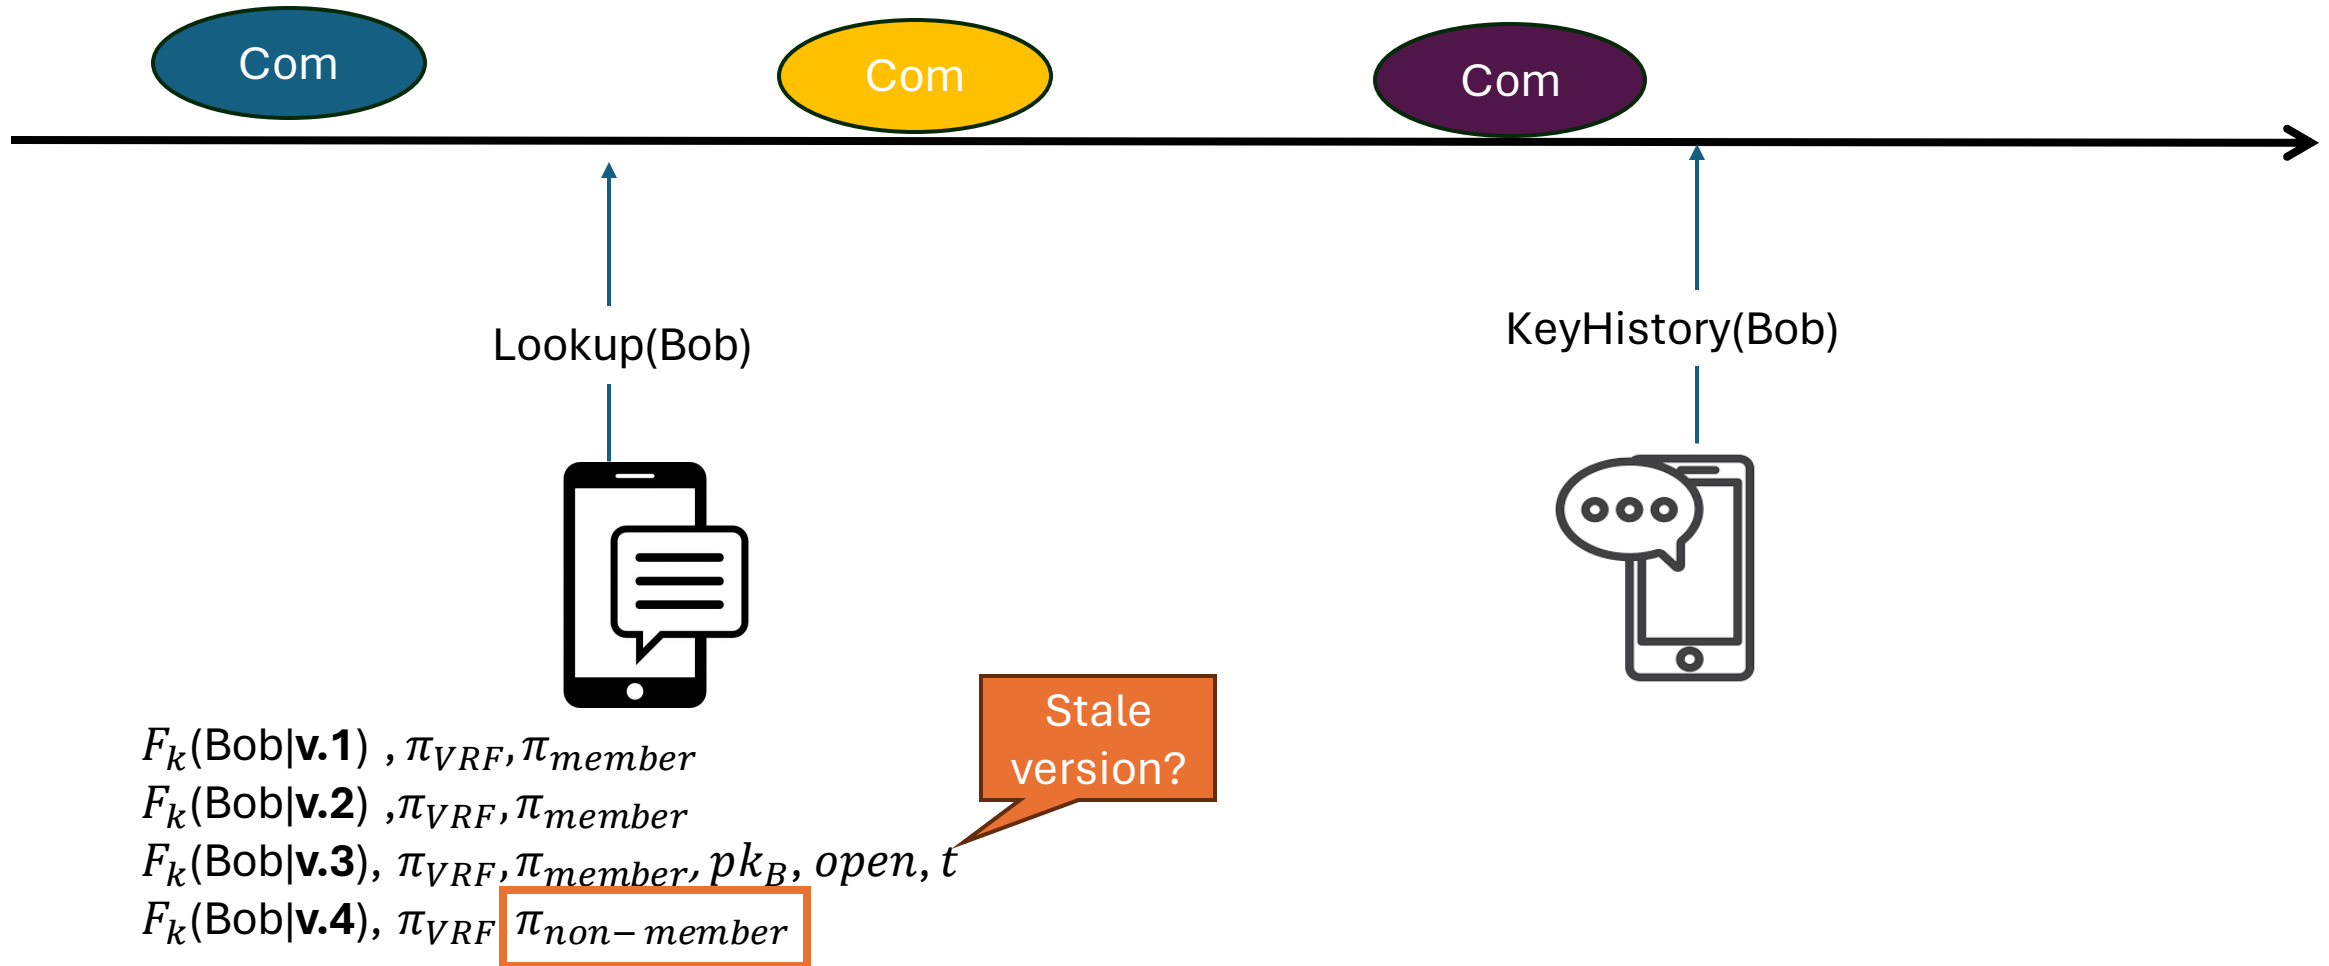 Com
Com
Com
Lookup(Bob)
KeyHistory(Bob)
Stale
version?
F_k(Bob|v.1) , π_VRF, π_member
F_k(Bob|v.2) , π_VRF, π_member
F_k(Bob|v.3), π_VRF, π_member, pk_B, open, t
F_k(Bob|v.4), π_VRF π_non−member